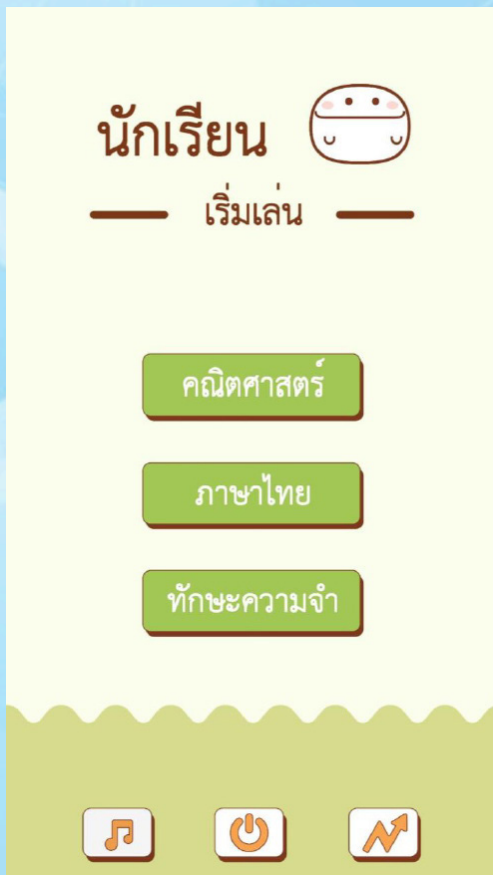 นักเรียน
เริ่มเล่น
คณิตศาสตร์
ภาษาไทย
ทักษะความจำ